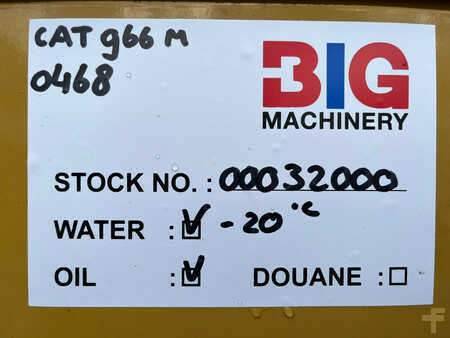 CAT 966 M
0468
BIG
MACHINERY
STOCK NO. : 00032000
WATER : ☑ - 20 °C
OIL : ☑ DOUANE : ☐